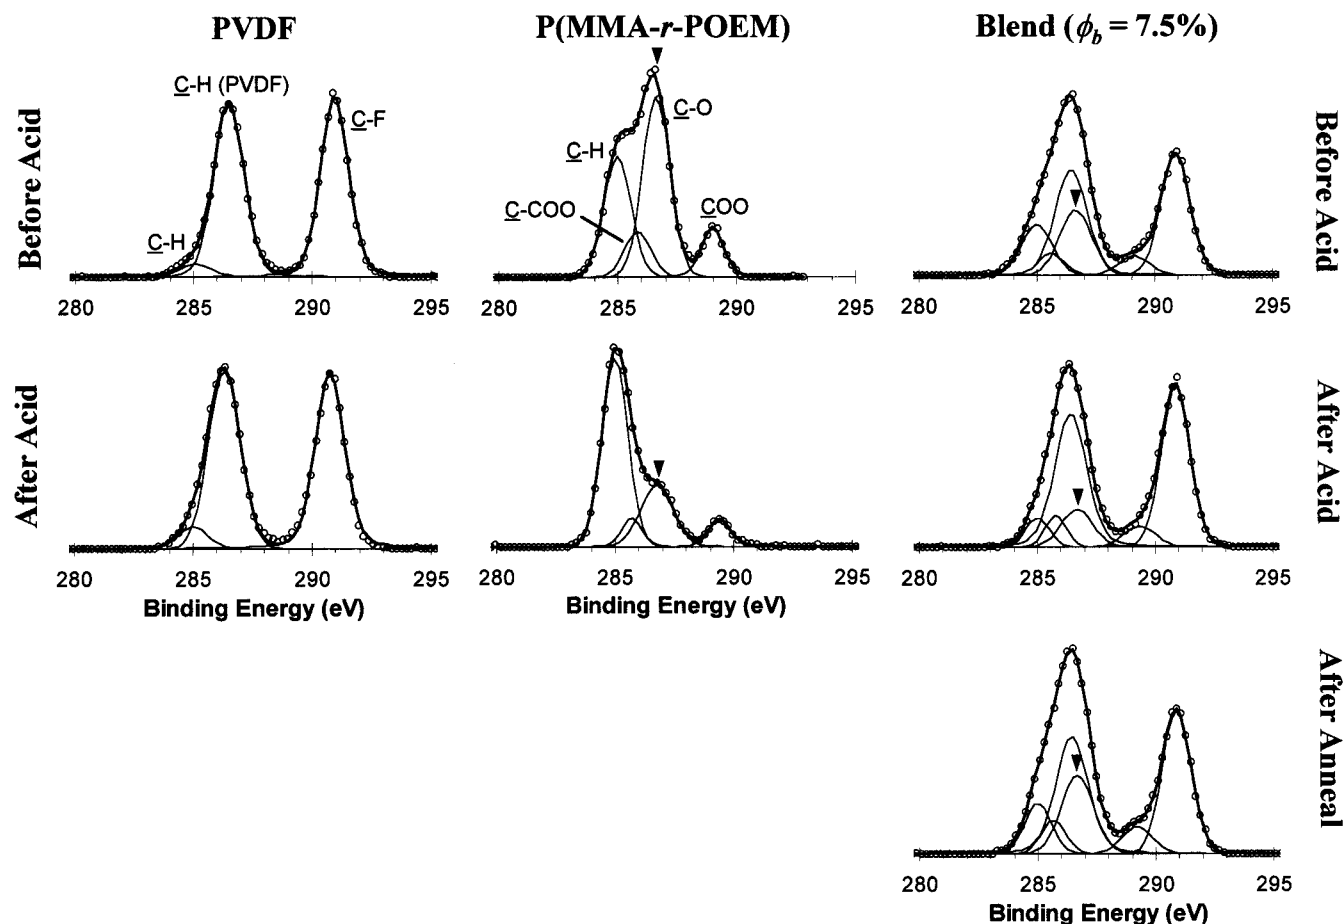 PVDF
P(MMA-r-POEM)
Blend (ϕb = 7.5%)
Before Acid
C-H (PVDF)
C-F
C-H
280 285 290 295
C-O
C-H
C-COO
COO
280 285 290 295
280 285 290 295
Before Acid
After Acid
280 285 290 295
Binding Energy (eV)
280 285 290 295
Binding Energy (eV)
280 285 290 295
After Acid
280 285 290 295
Binding Energy (eV)
After Anneal